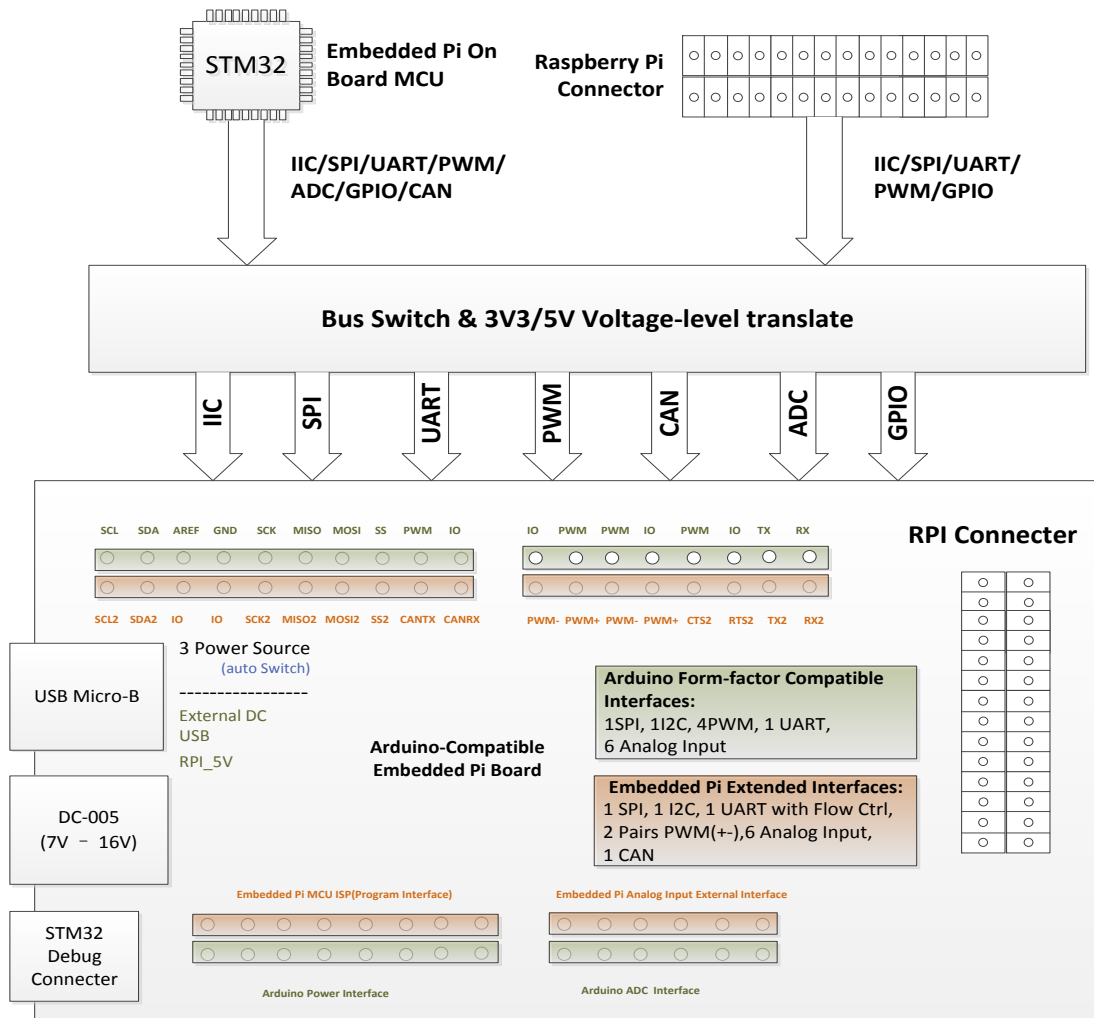 STM32
Embedded Pi On
Board MCU
Raspberry Pi
Connector
IIC/SPI/UART/PWM/
ADC/GPIO/CAN
IIC/SPI/UART/
PWM/GPIO
Bus Switch & 3V3/5V Voltage-level translate
IIC
SPI
UART
PWM
CAN
ADC
GPIO
SCL SDA AREF GND SCK MISO MOSI SS PWM IO
IO PWM PWM IO PWM IO TX RX
RPI Connecter
SCL2 SDA2 IO IO SCK2 MISO2 MOSI2 SS2 CANTX CANRX
PWM- PWM+ PWM- PWM+ CTS2 RTS2 TX2 RX2
USB Micro-B
3 Power Source
(auto Switch)
-----------------
External DC
USB
RPI_5V
Arduino-Compatible
Embedded Pi Board
Arduino Form-factor Compatible
Interfaces:
1SPI, 1I2C, 4PWM, 1 UART,
6 Analog Input
Embedded Pi Extended Interfaces:
1 SPI, 1 I2C, 1 UART with Flow Ctrl,
2 Pairs PWM(+-),6 Analog Input,
1 CAN
DC-005
(7V – 16V)
STM32
Debug
Connecter
Embedded Pi MCU ISP(Program Interface)
Embedded Pi Analog Input External Interface
Arduino Power Interface
Arduino ADC Interface